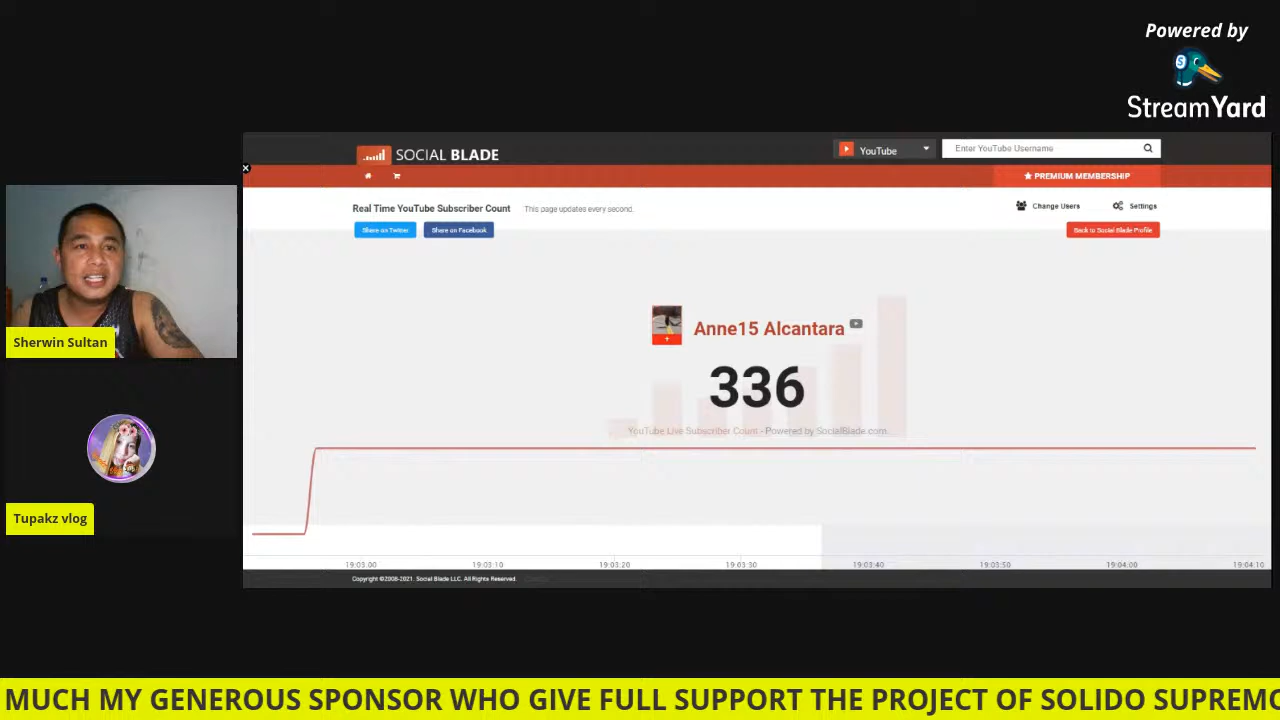 Powered by
StreamYard
SOCIAL BLADE
YouTube
Enter YouTube Username
PREMIUM MEMBERSHIP
Real Time YouTube Subscriber Count
This page updates every second.
Change Users
Settings
Share on Twitter
Share on Facebook
Back to Social Blade Profile
Anne15 Alcantara
336
YouTube Live Subscriber Count - Powered by SocialBlade.com
Sherwin Sultan
Tupakz vlog
19:03:00 19:03:10 19:03:20 19:03:30 19:03:40 19:03:50 19:04:00 19:04:10
Copyright ©2008-2021. Social Blade LLC. All Rights Reserved.
MUCH MY GENEROUS SPONSOR WHO GIVE FULL SUPPORT THE PROJECT OF SOLIDO SUPREMO